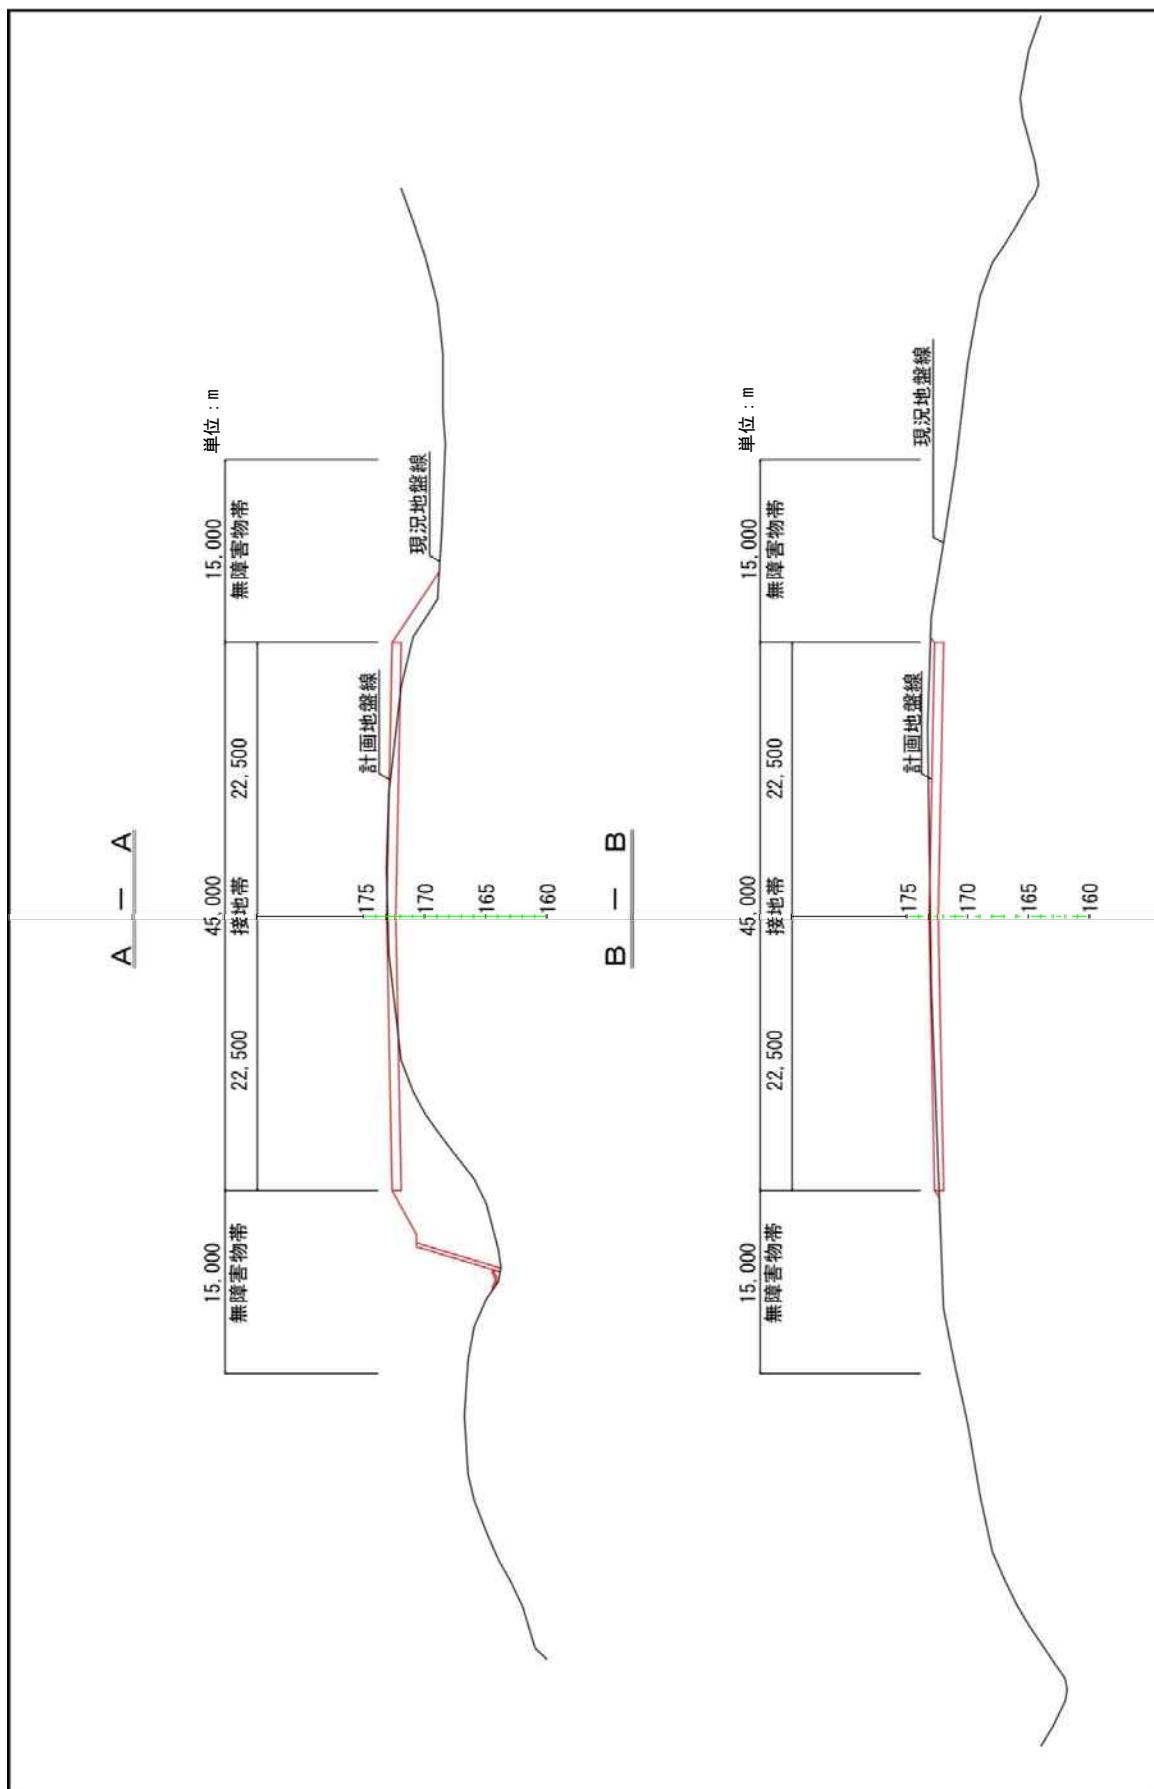 A － A
単位：m
15,000 45,000 15,000
無障害物帯 接地帯 無障害物帯
22,500 22,500
計画地盤線
現況地盤線
175
170
165
160
B － B
単位：m
15,000 45,000 15,000
無障害物帯 接地帯 無障害物帯
22,500 22,500
計画地盤線
現況地盤線
175
170
165
160